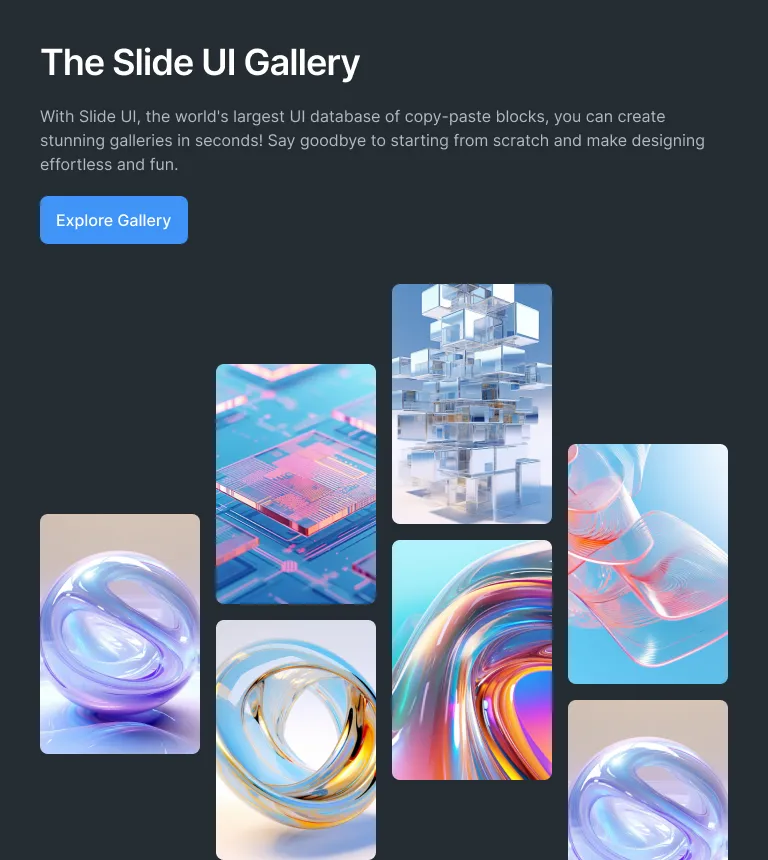 The Slide UI Gallery
With Slide UI, the world's largest UI database of copy-paste blocks, you can create
stunning galleries in seconds! Say goodbye to starting from scratch and make designing
effortless and fun.
Explore Gallery